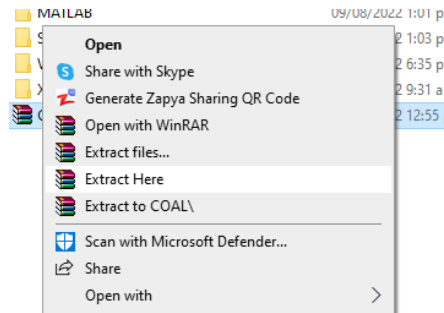 MATLAB 09/08/2022 1:01 p
Open 2 1:03 p
Share with Skype 2 6:35 p
Generate Zapya Sharing QR Code 2 9:31 a
Open with WinRAR 2 12:55
Extract files...
Extract Here
Extract to COAL\
Scan with Microsoft Defender...
Share
Open with